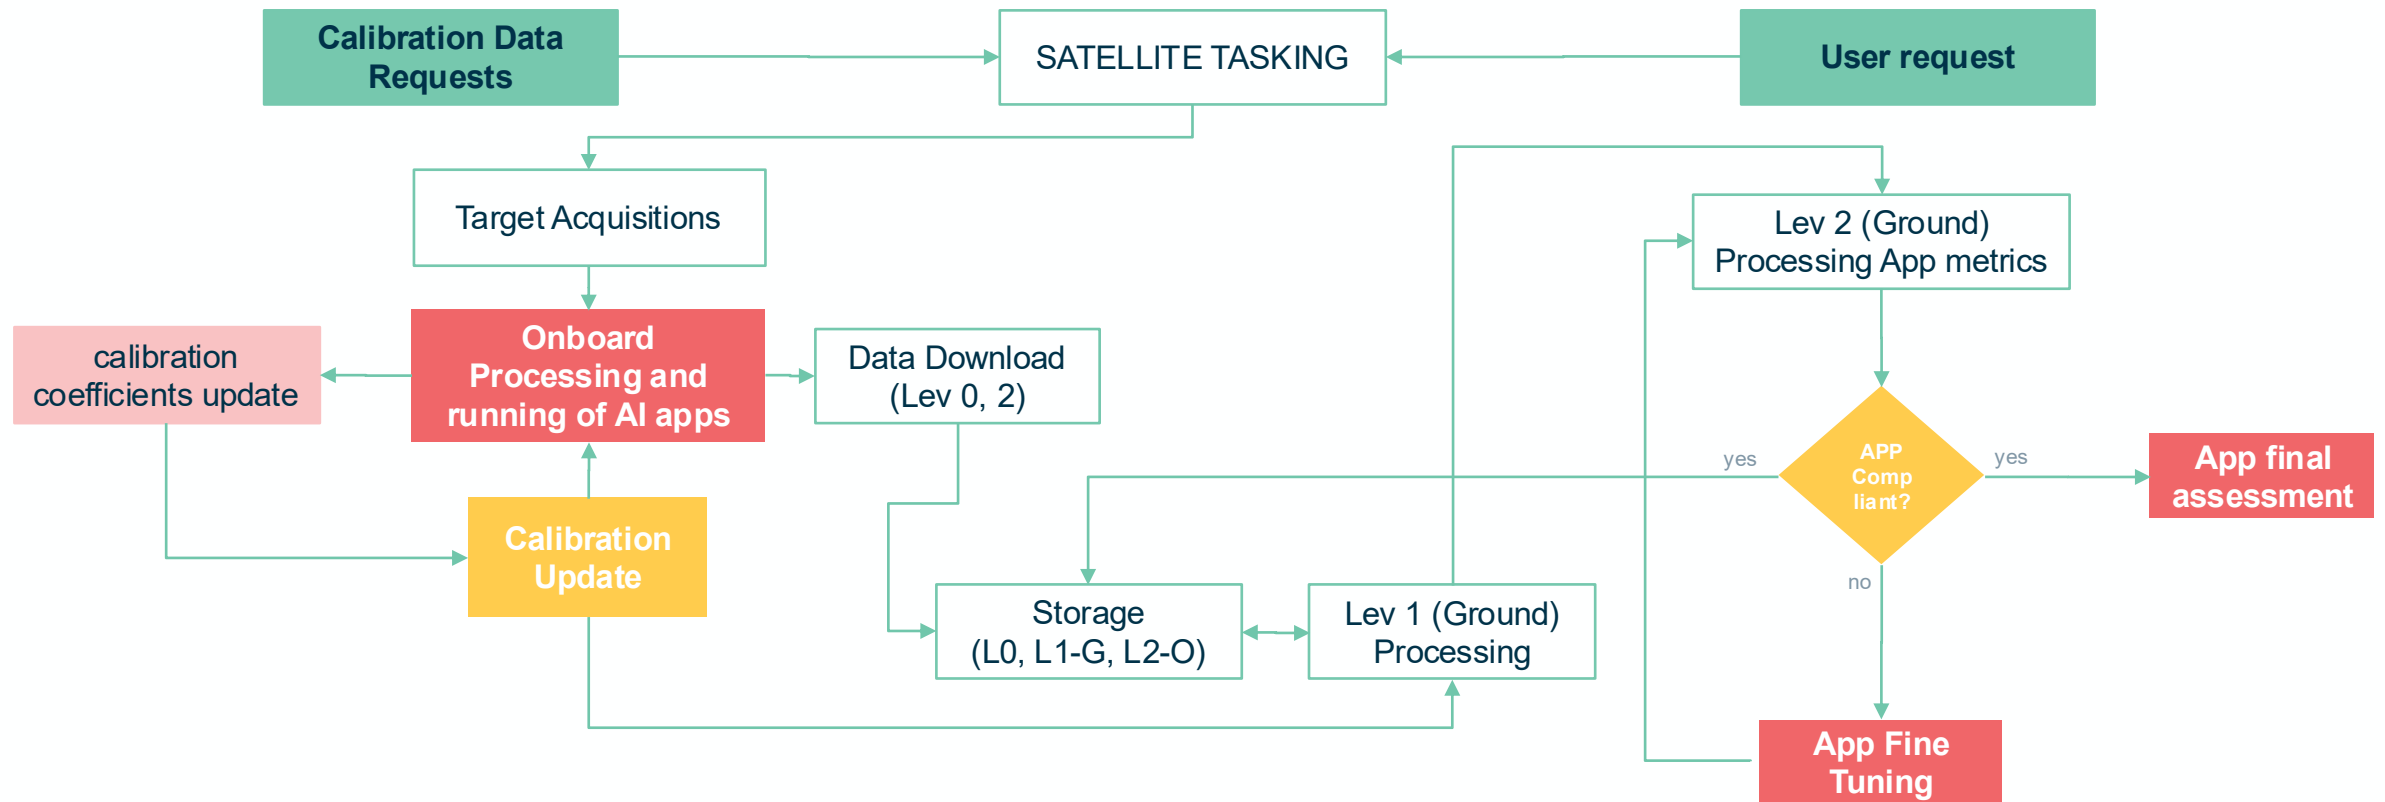 Calibration Data
Requests
SATELLITE TASKING
User request
Target Acquisitions
Lev 2 (Ground)
Processing App metrics
calibration
coefficients update
Onboard
Processing and
running of AI apps
Data Download
(Lev 0, 2)
yes
APP
Comp
liant?
yes
App final
assessment
Calibration
Update
no
Storage
(L0, L1-G, L2-O)
Lev 1 (Ground)
Processing
App Fine
Tuning